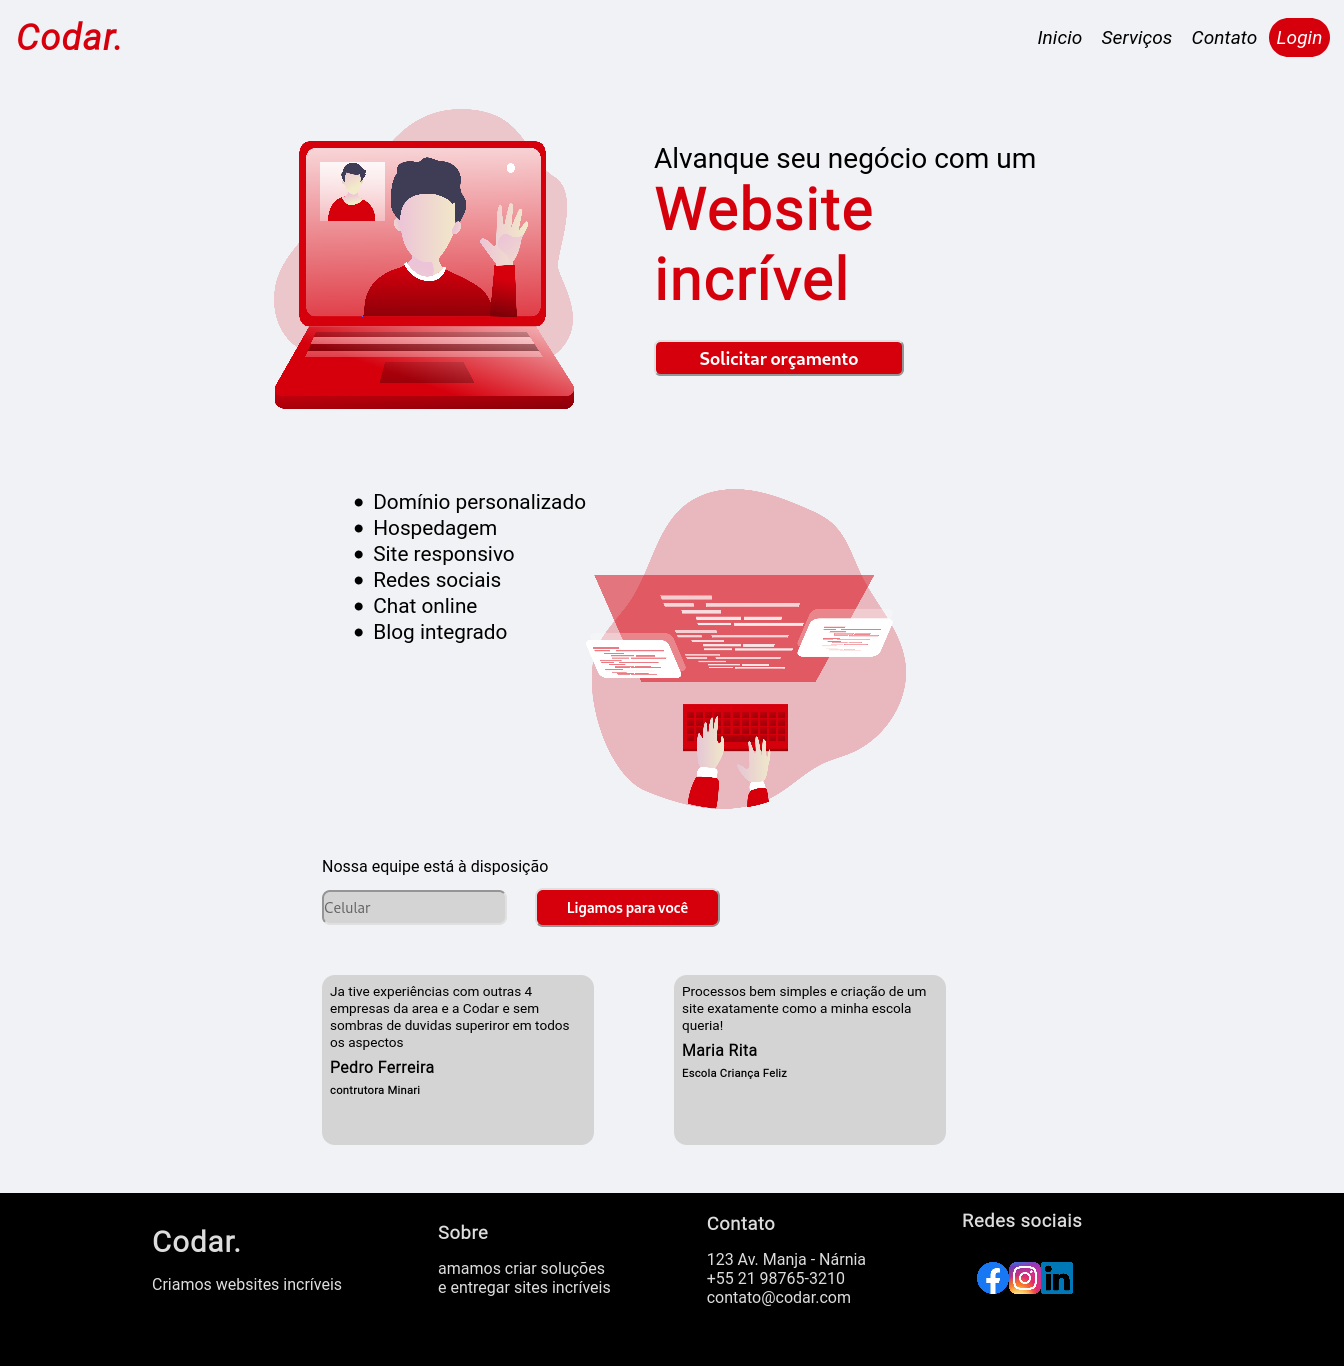 Codar.
Inicio Serviços Contato Login
Alvanque seu negócio com um
Website
incrível
Solicitar orçamento
Domínio personalizado
Hospedagem
Site responsivo
Redes sociais
Chat online
Blog integrado
Nossa equipe está à disposição
Celular
Ligamos para você
Ja tive experiências com outras 4
empresas da area e a Codar e sem
sombras de duvidas superiror em todos
os aspectos
Pedro Ferreira
contrutora Minari
Processos bem simples e criação de um
site exatamente como a minha escola
queria!
Maria Rita
Escola Criança Feliz
Codar.
Criamos websites incríveis
Sobre
amamos criar soluções
e entregar sites incríveis
Contato
123 Av. Manja - Nárnia
+55 21 98765-3210
contato@codar.com
Redes sociais